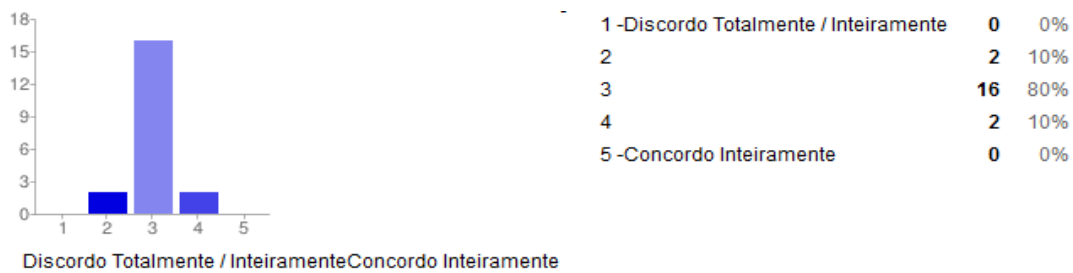 18
15
12
9
6
3
0
1 2 3 4 5
Discordo Totalmente / InteiramenteConcordo Inteiramente
-
1 -Discordo Totalmente / Inteiramente 0 0%
2 2 10%
3 16 80%
4 2 10%
5 -Concordo Inteiramente 0 0%